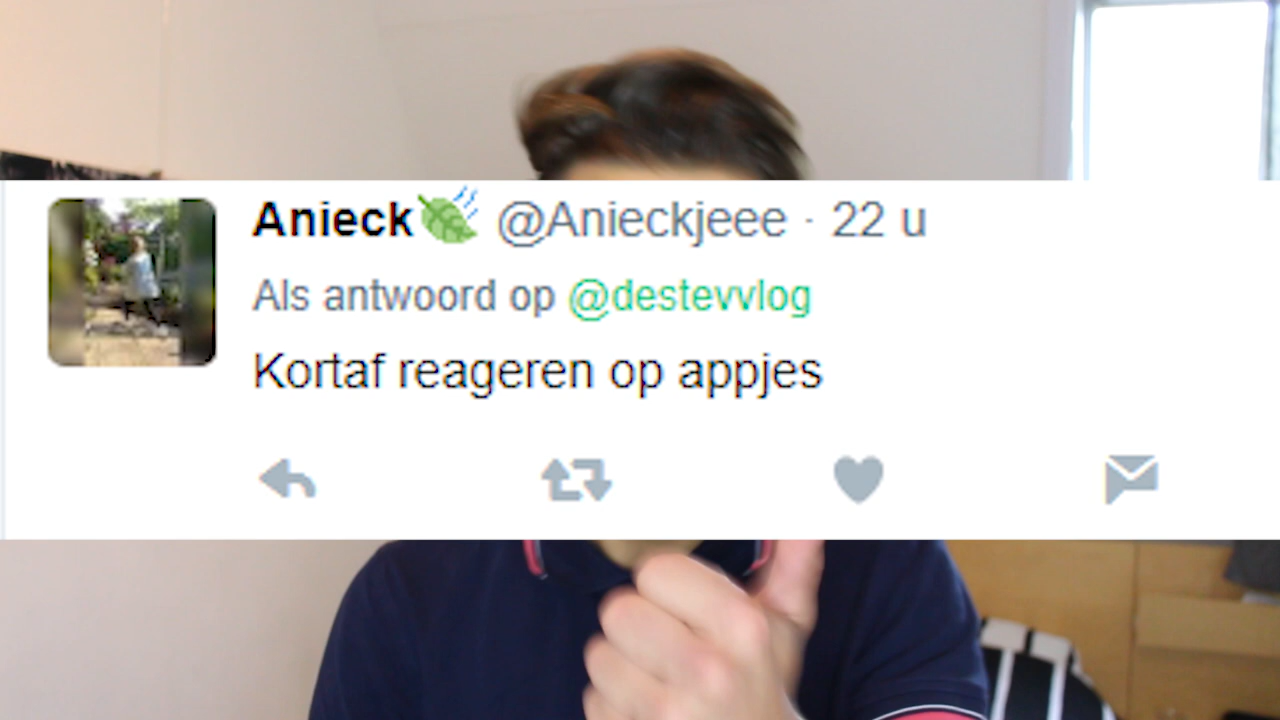 Anieck🍃 @Anieckjeee · 22 u
Als antwoord op @destevvlog
Kortaf reageren op appjes